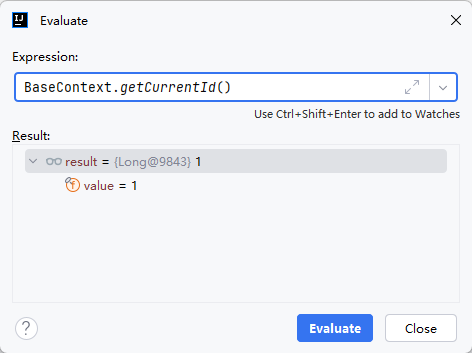 Evaluate
Expression:
BaseContext.getCurrentId()
Use Ctrl+Shift+Enter to add to Watches
Result:
result = {Long@9843} 1
value = 1
? Evaluate Close